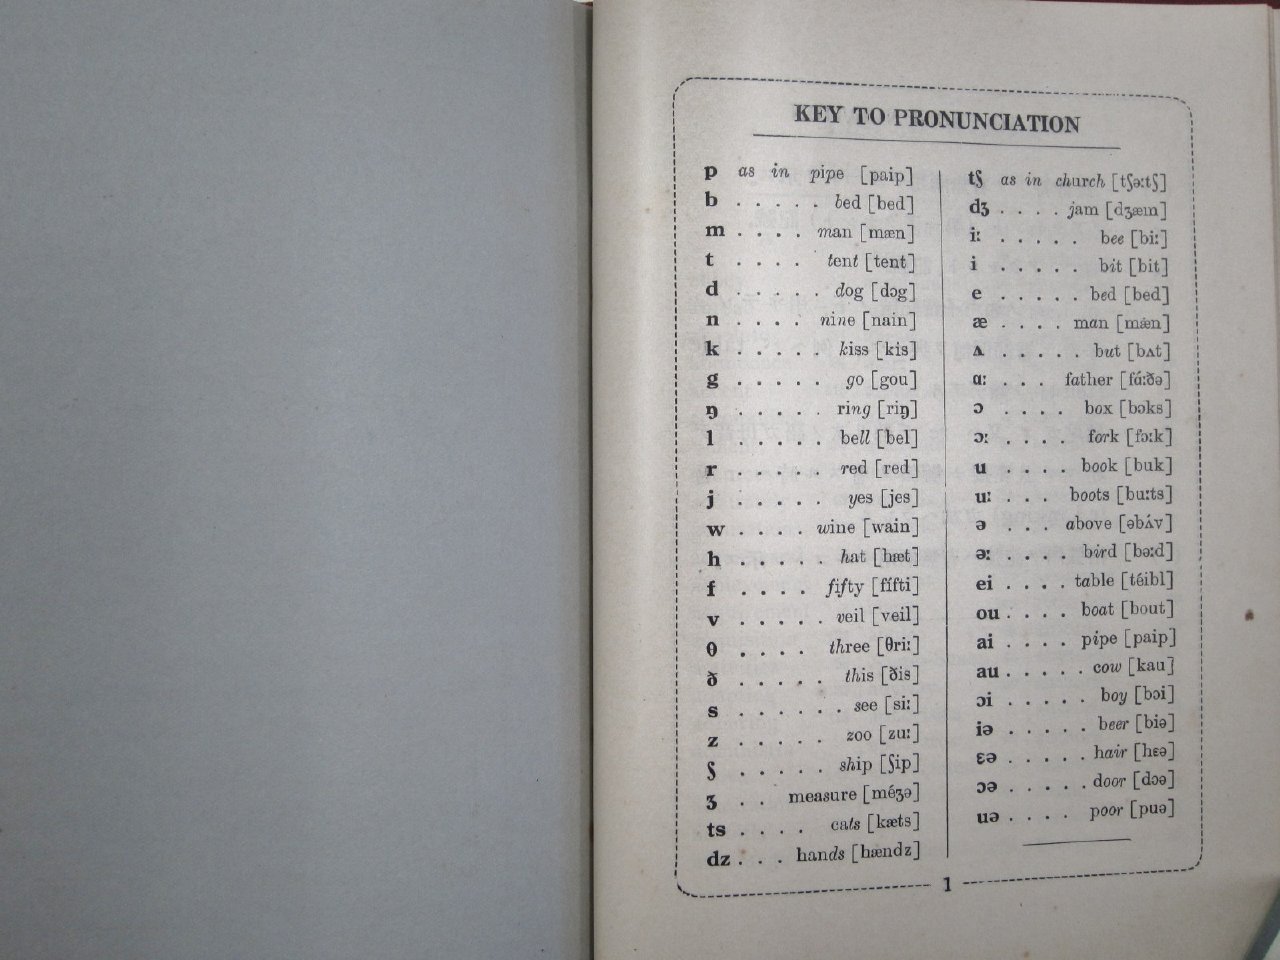 KEY TO PRONUNCIATION
p as in pipe [paip]
b . . . . . bed [bed]
m . . . . man [mæn]
t . . . . tent [tent]
d . . . . . dog [dɔg]
n . . . . nine [nain]
k . . . . . kiss [kis]
g . . . . . go [gou]
ŋ . . . . . ring [riŋ]
l . . . . . bell [bel]
r . . . . . red [red]
j . . . . . yes [jes]
w . . . . wine [wain]
h . . . . . hat [hæt]
f . . . . fifty [fífti]
v . . . . . veil [veil]
θ . . . . three [θriː]
ð . . . . . this [ðis]
s . . . . . . see [siː]
z . . . . . zoo [zuː]
ʃ . . . . . ship [ʃip]
ʒ . . measure [méʒə]
ts . . . . cats [kæts]
dz . . . hands [hændz]
tʃ as in church [tʃəːtʃ]
dʒ . . . . jam [dʒæm]
iː . . . . . bee [biː]
i . . . . . bit [bit]
e . . . . . bed [bed]
æ . . . . man [mǽn]
ʌ . . . . . but [bʌt]
ɑː . . . father [fɑ́ːðə]
ɔ . . . . box [bɔks]
ɔː . . . . fork [fɔːk]
u . . . . book [buk]
uː . . . boots [buːts]
ə . . . above [əbʌ́v]
əː . . . . bird [bəːd]
ei . . . . table [téibl]
ou . . . . boat [bout]
ai . . . . pipe [paip]
au . . . . . cow [kau]
ɔi . . . . . boy [bɔi]
iə . . . . . beer [biə]
ɛə . . . . . hair [hɛə]
ɔə . . . . . door [dɔə]
uə . . . . poor [puə]
1